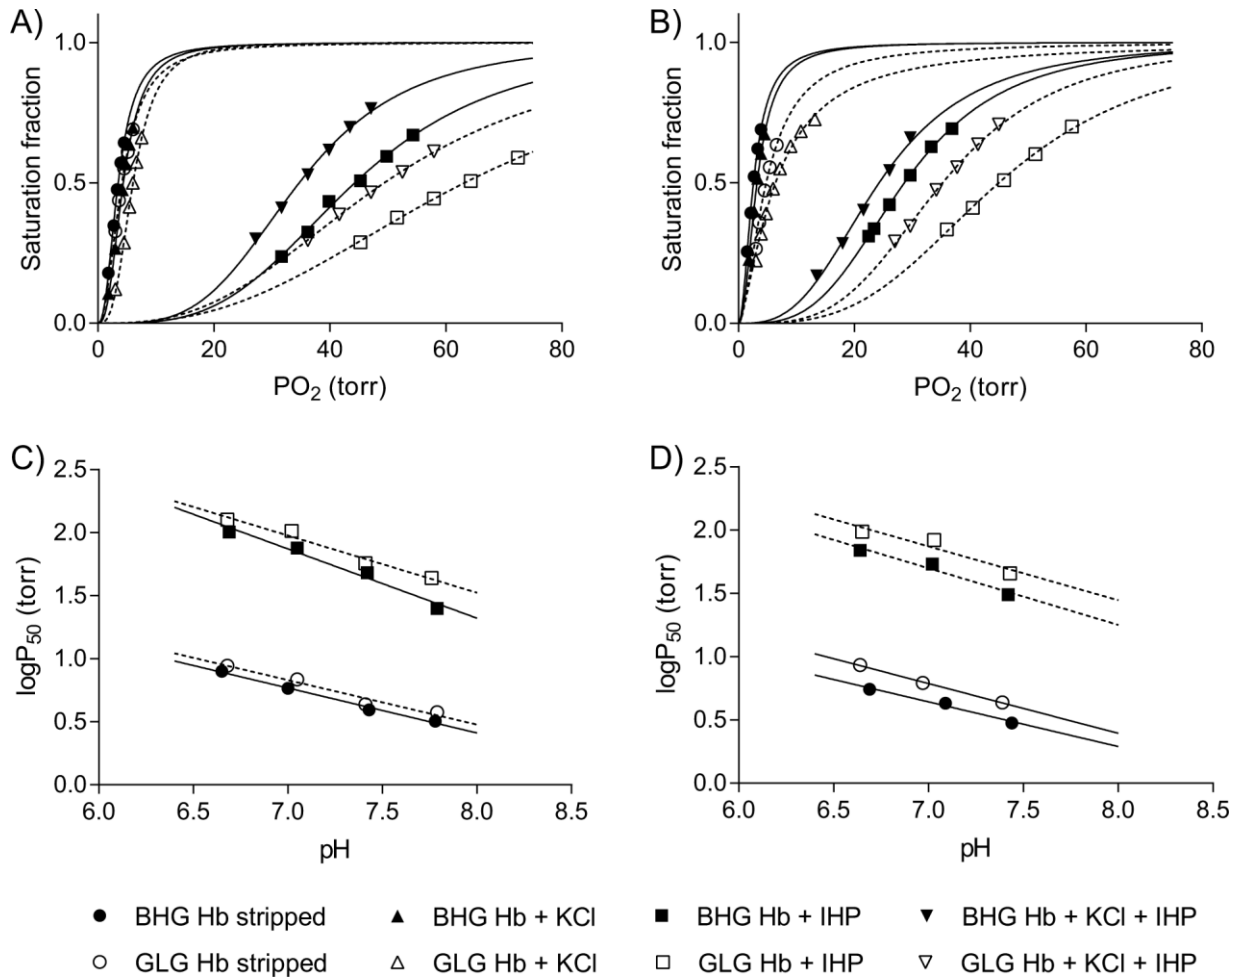 A)
1.0
0.5
0.0
Saturation fraction
0 20 40 60 80
PO2 (torr)
B)
1.0
0.5
0.0
Saturation fraction
0 20 40 60 80
PO2 (torr)
C)
2.5
2.0
1.5
1.0
0.5
0.0
logP50 (torr)
6.0 6.5 7.0 7.5 8.0 8.5
pH
D)
2.5
2.0
1.5
1.0
0.5
0.0
logP50 (torr)
6.0 6.5 7.0 7.5 8.0 8.5
pH
BHG Hb stripped BHG Hb + KCl BHG Hb + IHP BHG Hb + KCl + IHP
GLG Hb stripped GLG Hb + KCl GLG Hb + IHP GLG Hb + KCl + IHP